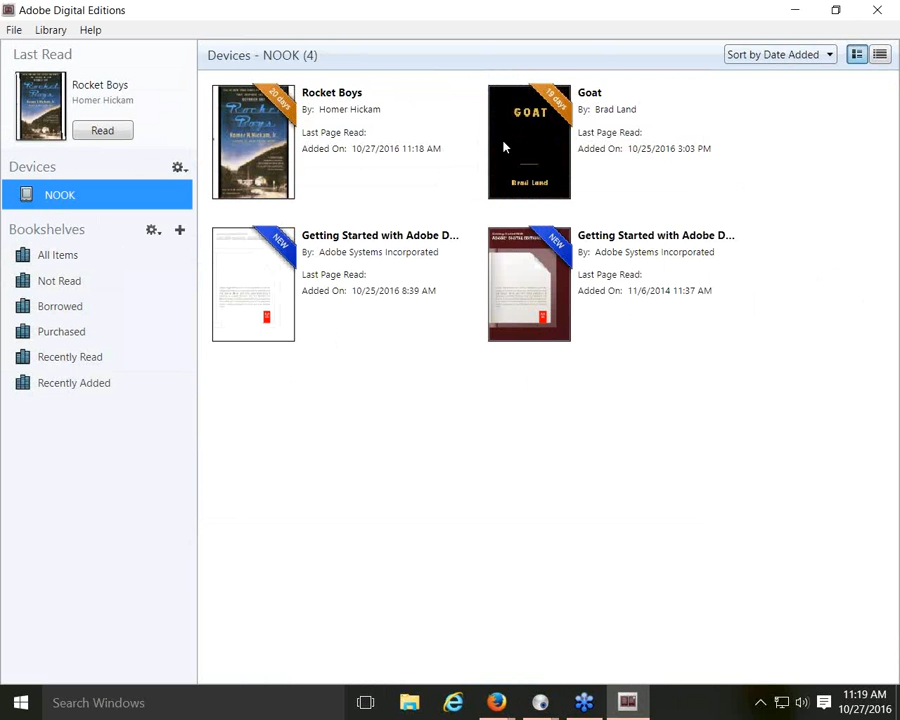 Adobe Digital Editions
File Library Help
Last Read
Rocket Boys
Homer Hickam
Read
Devices
NOOK
Bookshelves
All Items
Not Read
Borrowed
Purchased
Recently Read
Recently Added
Devices - NOOK (4)
Sort by Date Added
20 days
Rocket Boys
Rocket Boys
By: Homer Hickam
Last Page Read:
Added On: 10/27/2016 11:18 AM
19 days
GOAT
Brad Land
Goat
By: Brad Land
Last Page Read:
Added On: 10/25/2016 3:03 PM
NEW
Getting Started with Adobe D...
By: Adobe Systems Incorporated
Last Page Read:
Added On: 10/25/2016 8:39 AM
NEW
Getting Started with Adobe D...
By: Adobe Systems Incorporated
Last Page Read:
Added On: 11/6/2014 11:37 AM
Search Windows
11:19 AM
10/27/2016